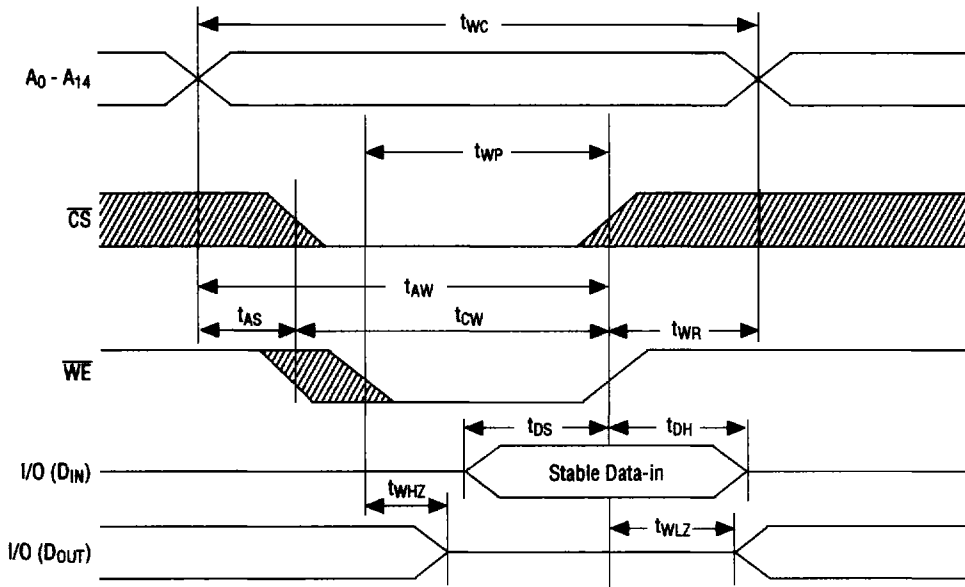 tWC
A0 - A14
tWP
CS
tAW
tAS
tCW
tWR
WE
tDS
tDH
I/O (DIN)
Stable Data-in
tWHZ
tWLZ
I/O (DOUT)